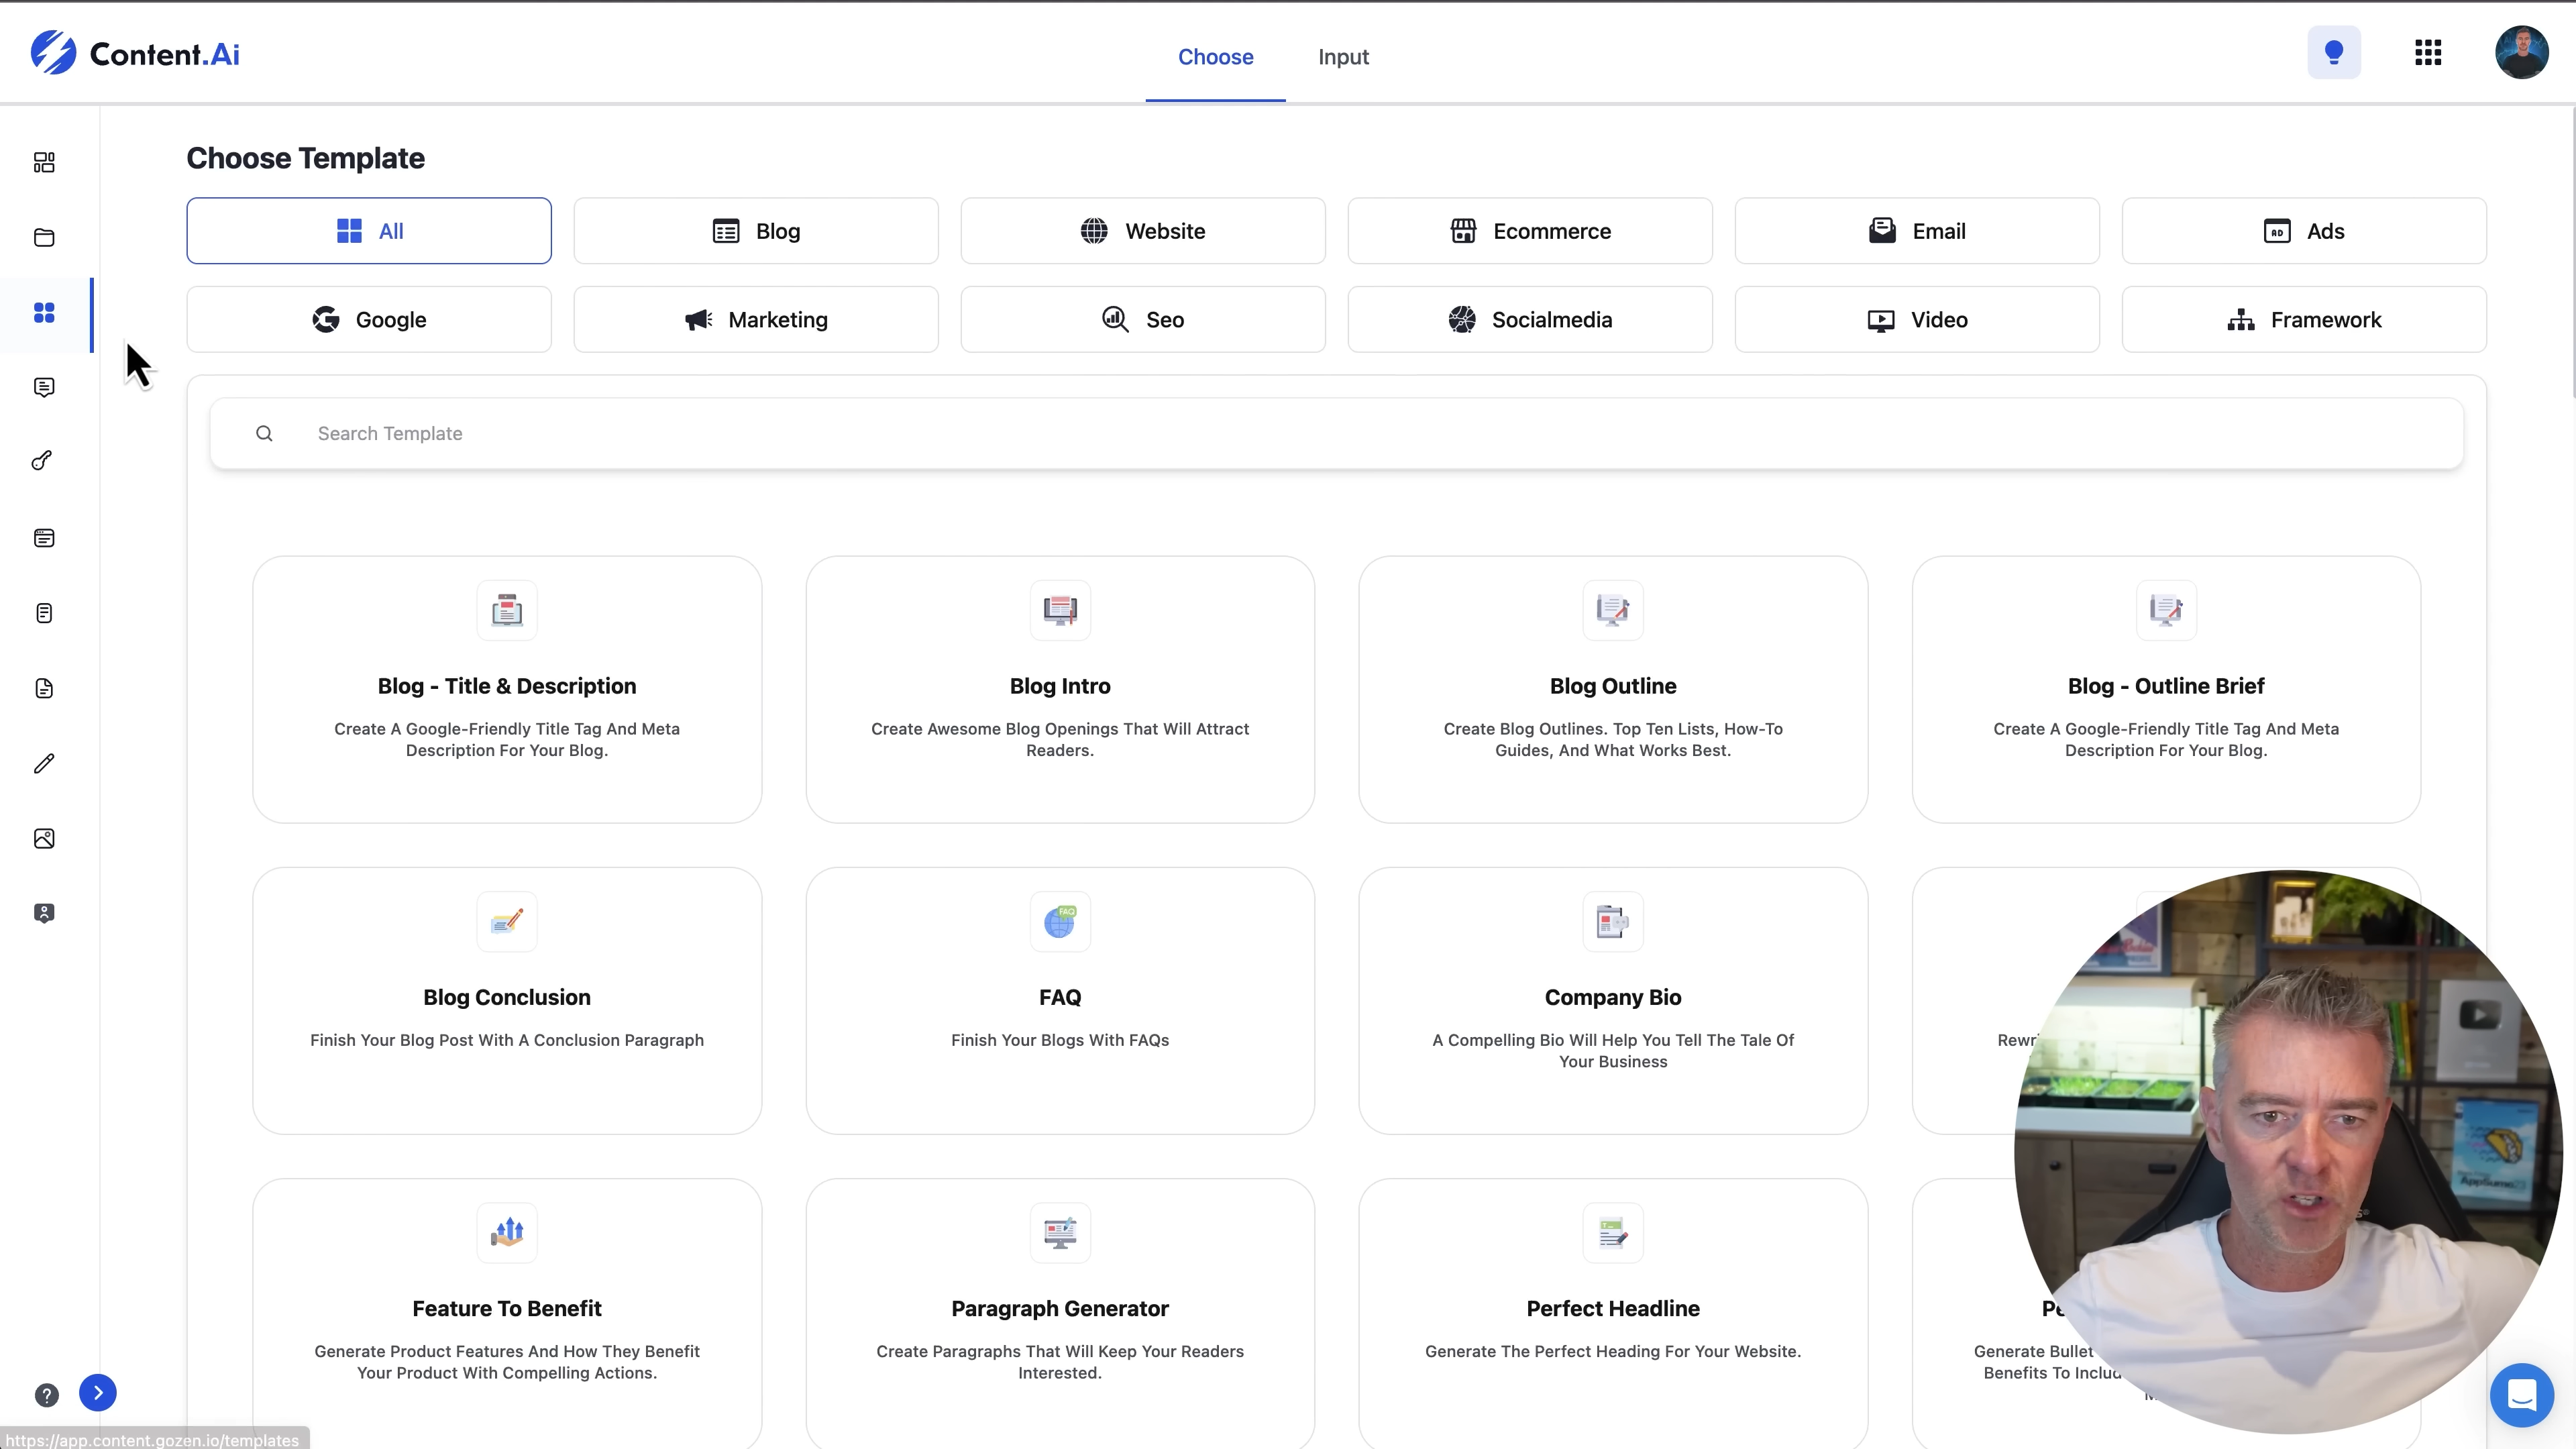 Content.Ai
Choose
Input
Choose Template
All
Blog
Website
Ecommerce
Email
Ads
Google
Marketing
Seo
Socialmedia
Video
Framework
Search Template
Blog - Title & Description
Create A Google-Friendly Title Tag And Meta
Description For Your Blog.
Blog Intro
Create Awesome Blog Openings That Will Attract
Readers.
Blog Outline
Create Blog Outlines. Top Ten Lists, How-To
Guides, And What Works Best.
Blog - Outline Brief
Create A Google-Friendly Title Tag And Meta
Description For Your Blog.
Blog Conclusion
Finish Your Blog Post With A Conclusion Paragraph
FAQ
FAQ
Finish Your Blogs With FAQs
Company Bio
A Compelling Bio Will Help You Tell The Tale Of
Your Business
Feature To Benefit
Generate Product Features And How They Benefit
Your Product With Compelling Actions.
Paragraph Generator
Create Paragraphs That Will Keep Your Readers
Interested.
Perfect Headline
Generate The Perfect Heading For Your Website.
Generate Bullet
Benefits To
https://app.content.gozen.io/templates